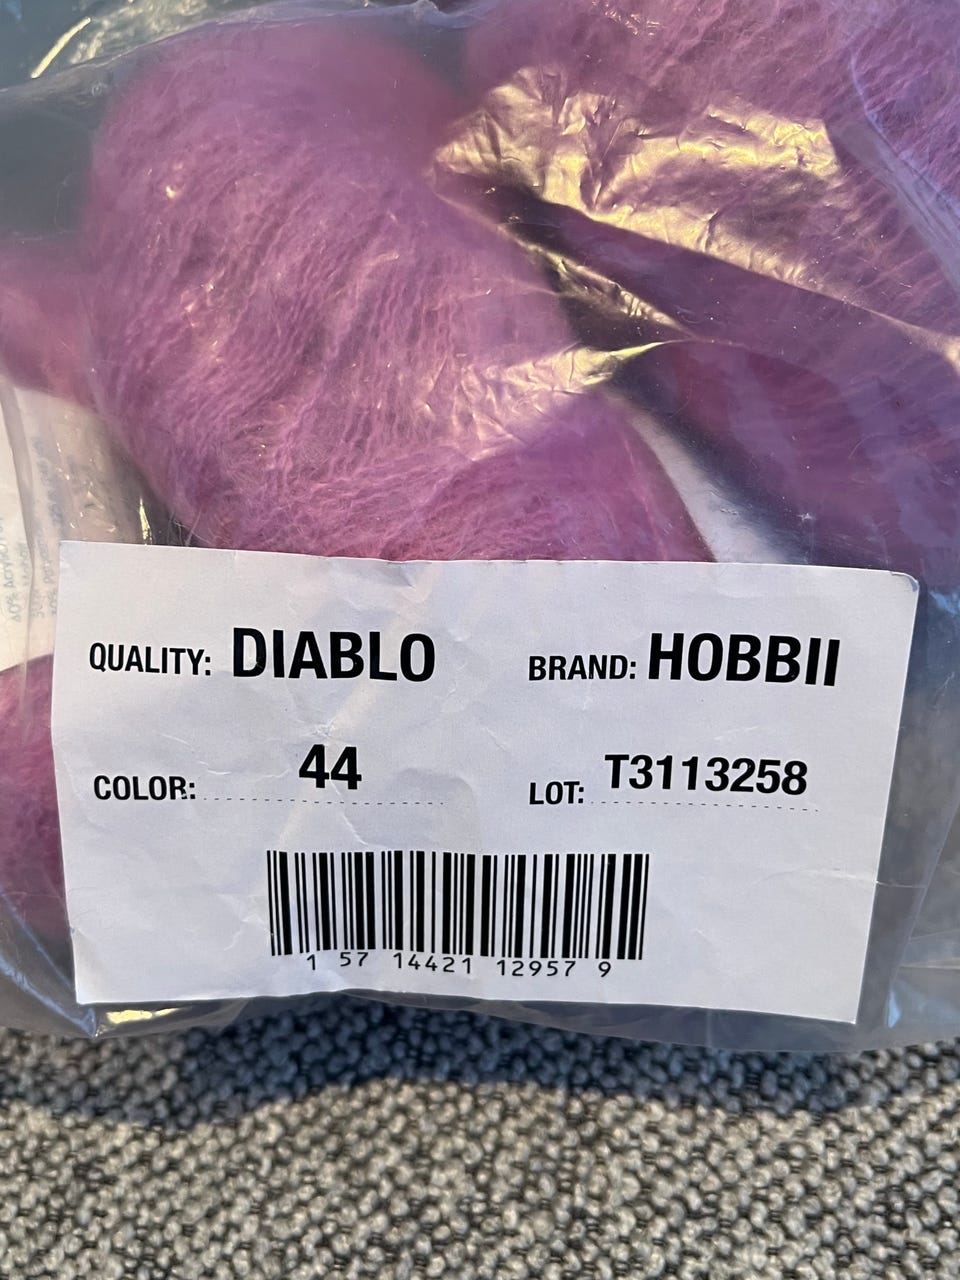 QUALITY: DIABLO
BRAND: HOBBII
COLOR: 44
LOT: T3113258
1 57 14421 12957 9